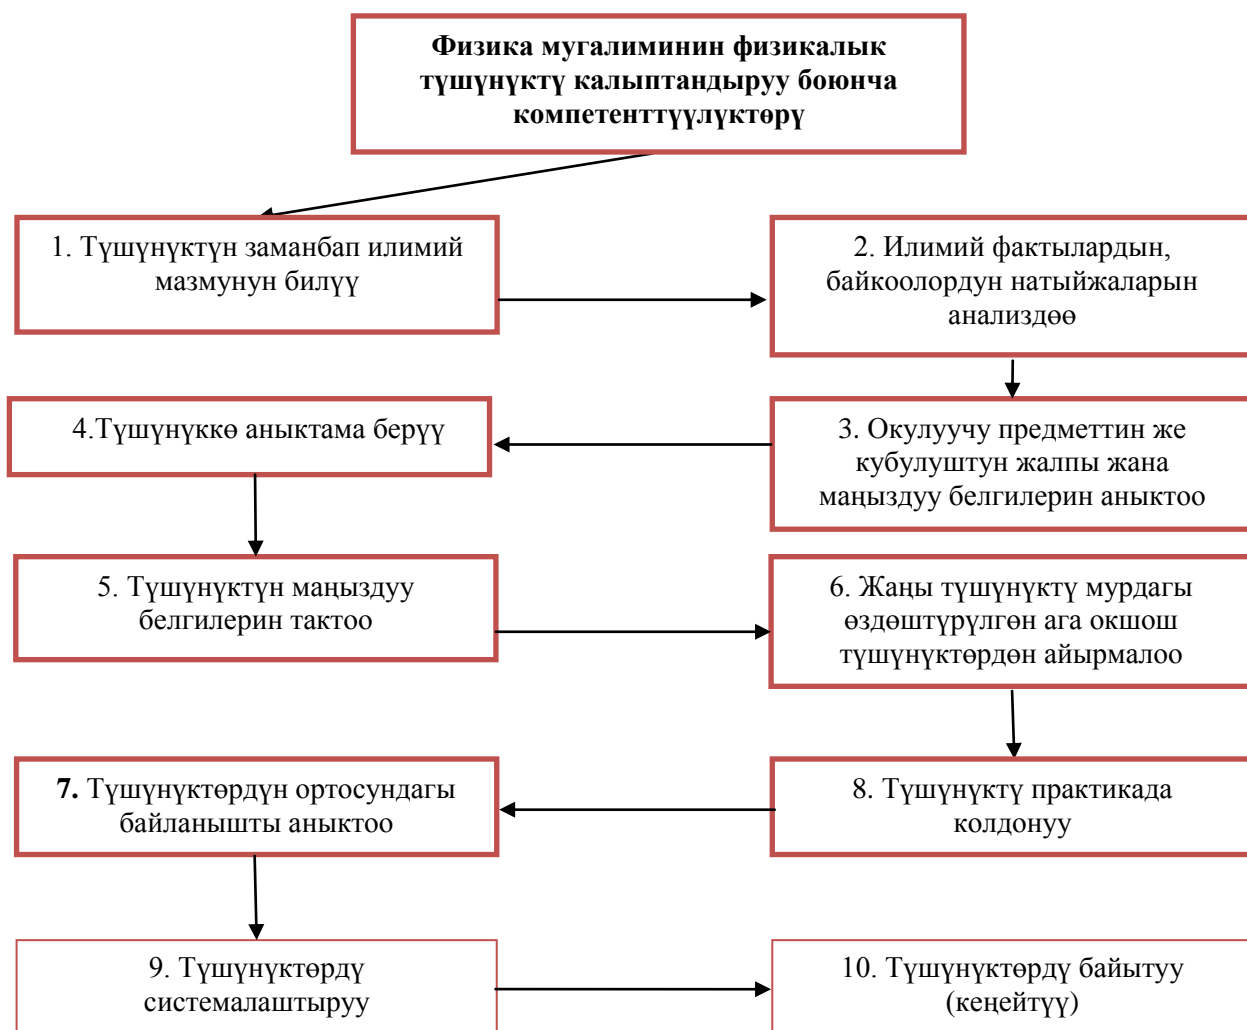 Физика мугалиминин физикалык
түшүнүктү калыптандыруу боюнча
компетенттүүлүктөрү
1. Түшүнүктүн заманбап илимий
мазмунун билүү
2. Илимий фактылардын,
байкоолордун натыйжаларын
анализдөө
4.Түшүнүккө аныктама берүү
3. Окулуучу предметтин же
кубулуштун жалпы жана
маңыздуу белгилерин аныктоо
5. Түшүнүктүн маңыздуу
белгилерин тактоо
6. Жаңы түшүнүктү мурдагы
өздөштүрүлгөн ага окшош
түшүнүктөрдөн айырмалоо
7. Түшүнүктөрдүн ортосундагы
байланышты аныктоо
8. Түшүнүктү практикада
колдонуу
9. Түшүнүктөрдү
системалаштыруу
10. Түшүнүктөрдү байытуу
(кеңейтүү)